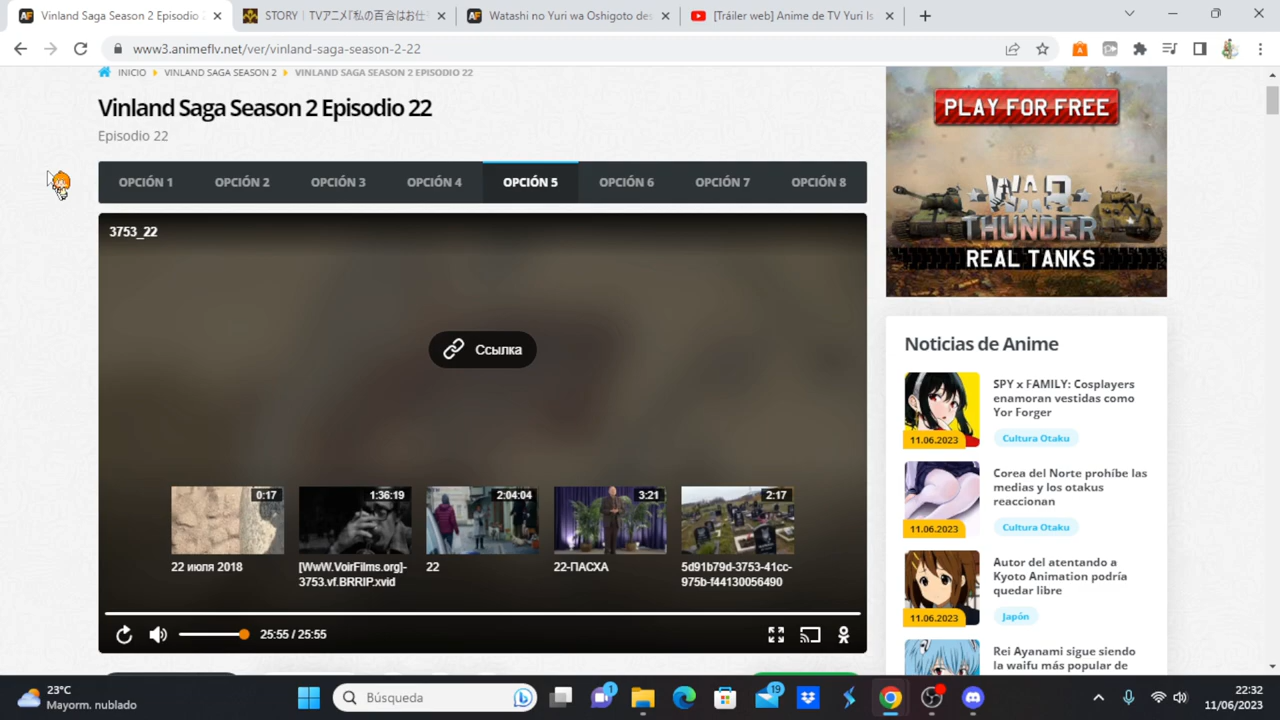 Vinland Saga Season 2 Episodio 2
STORY｜TVアニメ『私の百合はお仕
Watashi no Yuri wa Oshigoto des
[Tráiler web] Anime de TV Yuri Is
www3.animeflv.net/ver/vinland-saga-season-2-22
INICIO
VINLAND SAGA SEASON 2
VINLAND SAGA SEASON 2 EPISODIO 22
Vinland Saga Season 2 Episodio 22
Episodio 22
OPCIÓN 1
OPCIÓN 2
OPCIÓN 3
OPCIÓN 4
OPCIÓN 5
OPCIÓN 6
OPCIÓN 7
OPCIÓN 8
3753_22
Ссылка
0:17
1:36:19
2:04:04
3:21
2:17
22 июля 2018
[WwW.VoirFilms.org]-
3753.vf.BRRIP.xvid
22
22-ПАСХА
5d91b79d-3753-41cc-
975b-f44130056490
25:55 / 25:55
PLAY FOR FREE
WAR
THUNDER
REAL TANKS
Noticias de Anime
SPY x FAMILY: Cosplayers
enamoran vestidas como
Yor Forger
11.06.2023
Cultura Otaku
Corea del Norte prohíbe las
medias y los otakus
reaccionan
11.06.2023
Cultura Otaku
Autor del atentando a
Kyoto Animation podría
quedar libre
11.06.2023
Japón
Rei Ayanami sigue siendo
la waifu más popular de
23°C
Mayorm. nublado
Búsqueda
1
19
22:32
11/06/2023